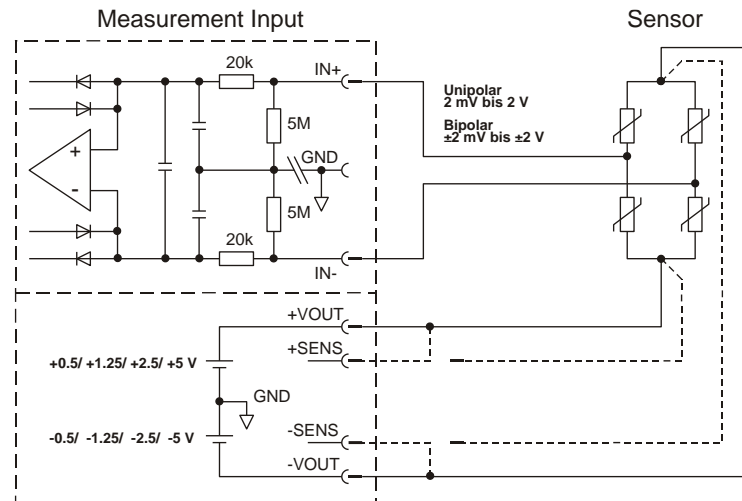 Measurement Input
Sensor
20k
IN+
Unipolar
2 mV bis 2 V
Bipolar
±2 mV bis ±2 V
5M
+
GND
-
5M
20k
IN-
+VOUT
+SENS
+0.5/ +1.25/ +2.5/ +5 V
GND
-0.5/ -1.25/ -2.5/ -5 V
-SENS
-VOUT